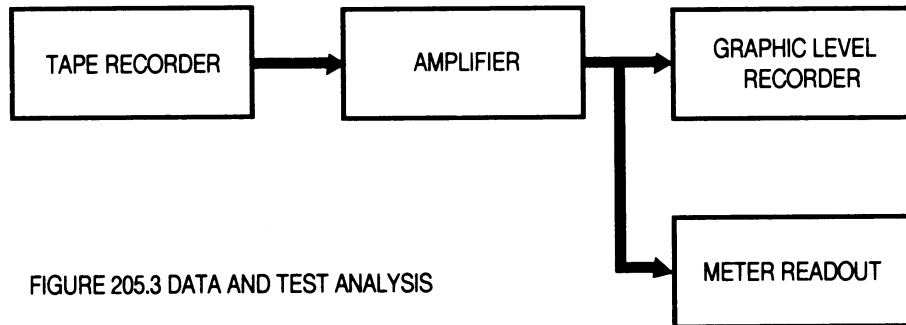 TAPE RECORDER
AMPLIFIER
GRAPHIC LEVEL
RECORDER
METER READOUT
FIGURE 205.3 DATA AND TEST ANALYSIS